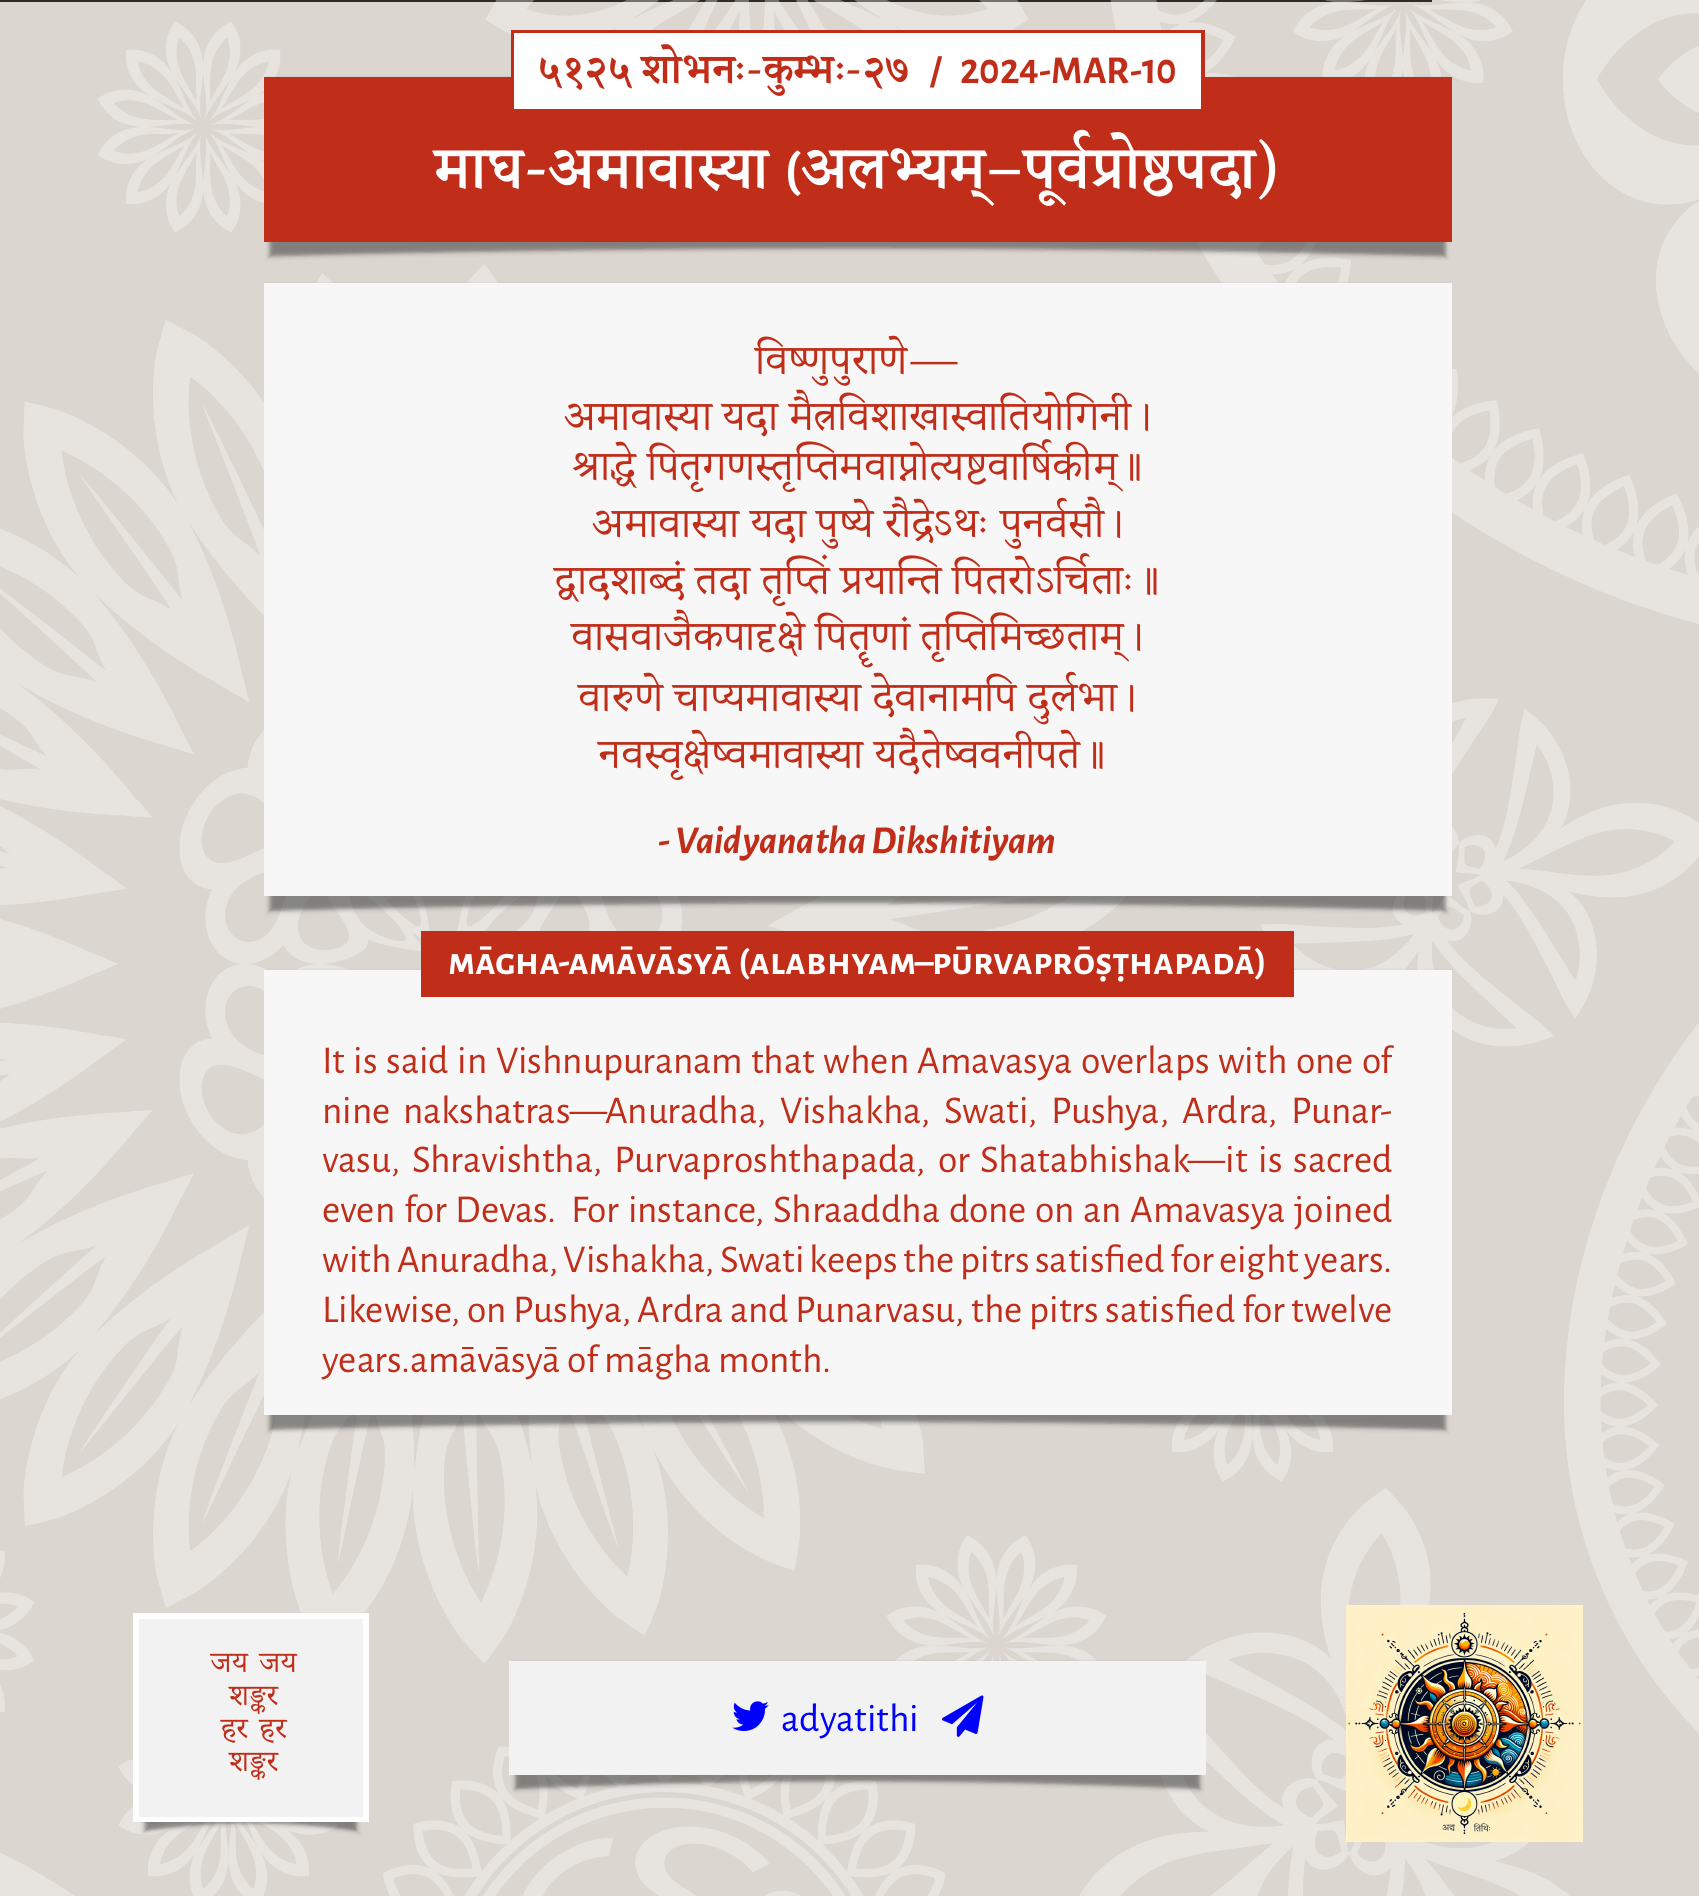 ५१२५ शोभनः-कुम्भः-२७ / 2024-MAR-10
माघ-अमावास्या (अलभ्यम्–पूर्वप्रोष्ठपदा)
विष्णुपुराणे—
अमावास्या यदा मैत्रविशाखास्वातियोगिनी।
श्राद्धे पितृगणस्तृप्तिमवाप्नोत्यष्टवार्षिकीम्॥
अमावास्या यदा पुष्ये रौद्रेऽथः पुनर्वसौ।
द्वादशाब्दं तदा तृप्तिं प्रयान्ति पितरोऽर्चिताः॥
वासवाजैकपादृक्षे पितॄणां तृप्तिमिच्छताम्।
वारुणे चाप्यमावास्या देवानामपि दुर्लभा।
नवस्वृक्षेष्वमावास्या यदैतेष्ववनीपते॥
- Vaidyanatha Dikshitiyam
MĀGHA-AMĀVĀSYĀ (ALABHYAM–PŪRVAPRŌṢṬHAPADĀ)
It is said in Vishnupuranam that when Amavasya overlaps with one of
nine nakshatras—Anuradha, Vishakha, Swati, Pushya, Ardra, Punar-
vasu, Shravishtha, Purvaproshthapada, or Shatabhishak—it is sacred
even for Devas. For instance, Shraaddha done on an Amavasya joined
with Anuradha, Vishakha, Swati keeps the pitrs satisfied for eight years.
Likewise, on Pushya, Ardra and Punarvasu, the pitrs satisfied for twelve
years.amāvāsyā of māgha month.
जय जय
शङ्कर
हर हर
शङ्कर
adyatithi
अद्य तिथिः